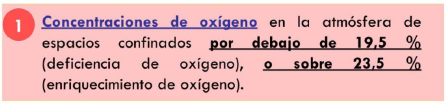 1 Concentraciones de oxígeno en la atmósfera de
espacios confinados por debajo de 19,5 %
(deficiencia de oxígeno), o sobre 23,5 %
(enriquecimiento de oxígeno).